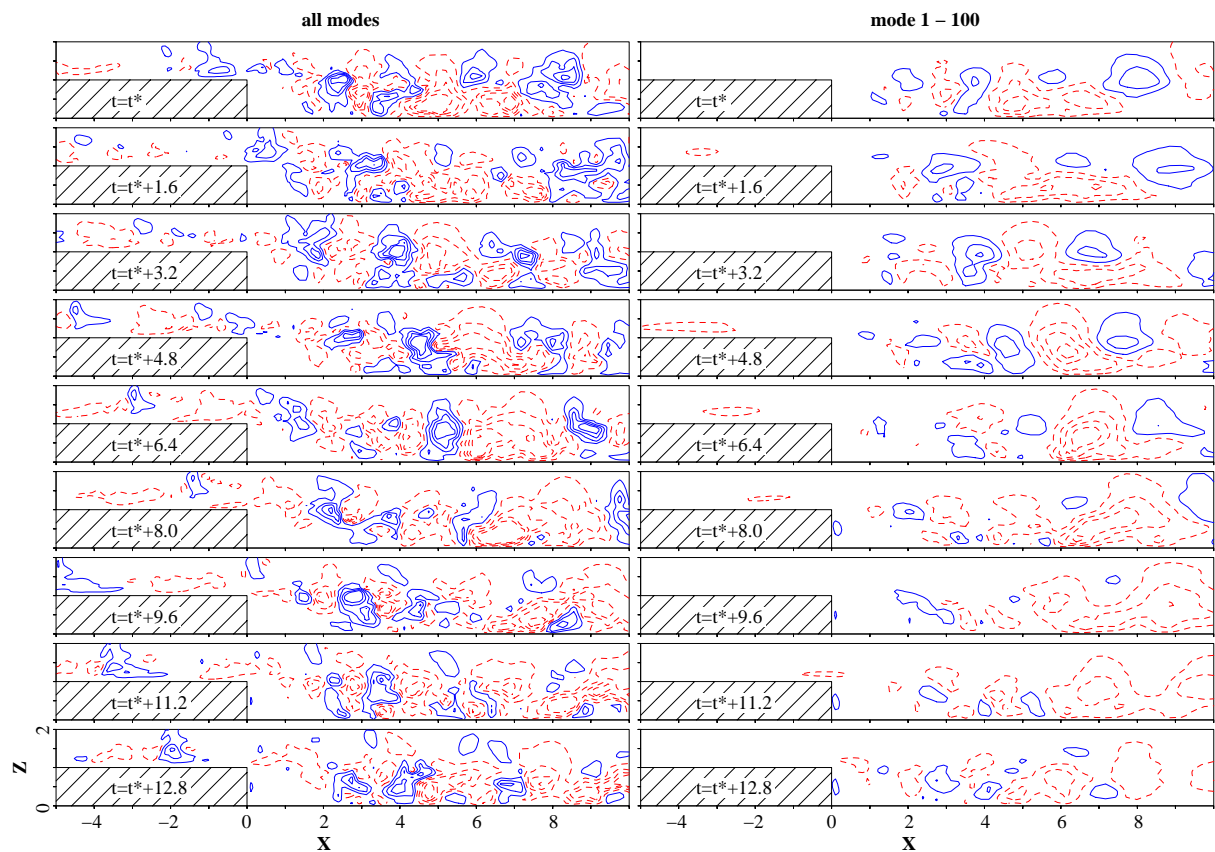 all modes mode 1 – 100
t=t* t=t*
t=t*+1.6 t=t*+1.6
t=t*+3.2 t=t*+3.2
t=t*+4.8 t=t*+4.8
t=t*+6.4 t=t*+6.4
t=t*+8.0 t=t*+8.0
t=t*+9.6 t=t*+9.6
t=t*+11.2 t=t*+11.2
2
Z
t=t*+12.8 t=t*+12.8
0
−4 −2 0 2 4 6 8 −4 −2 0 2 4 6 8
X X